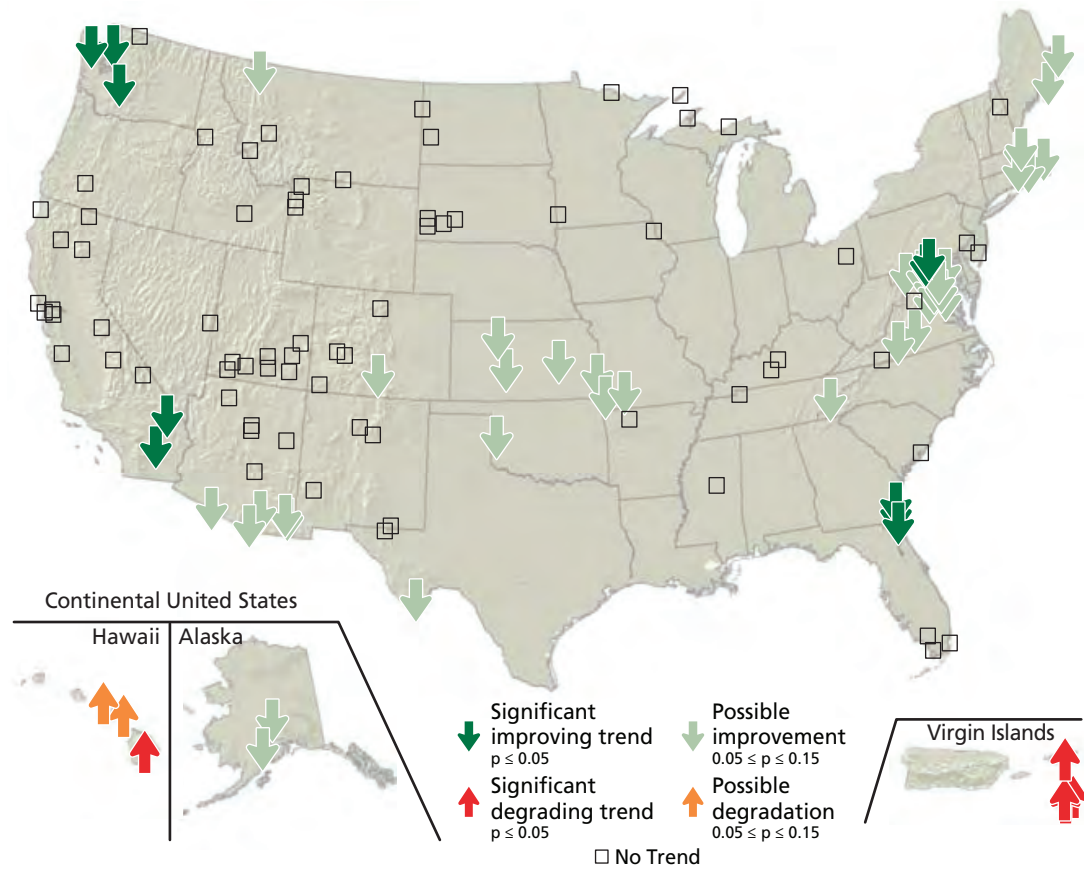 Continental United States
Hawaii
Alaska
Significant
improving trend
p ≤ 0.05
Possible
improvement
0.05 ≤ p ≤ 0.15
Significant
degrading trend
p ≤ 0.05
Possible
degradation
0.05 ≤ p ≤ 0.15
No Trend
Virgin Islands